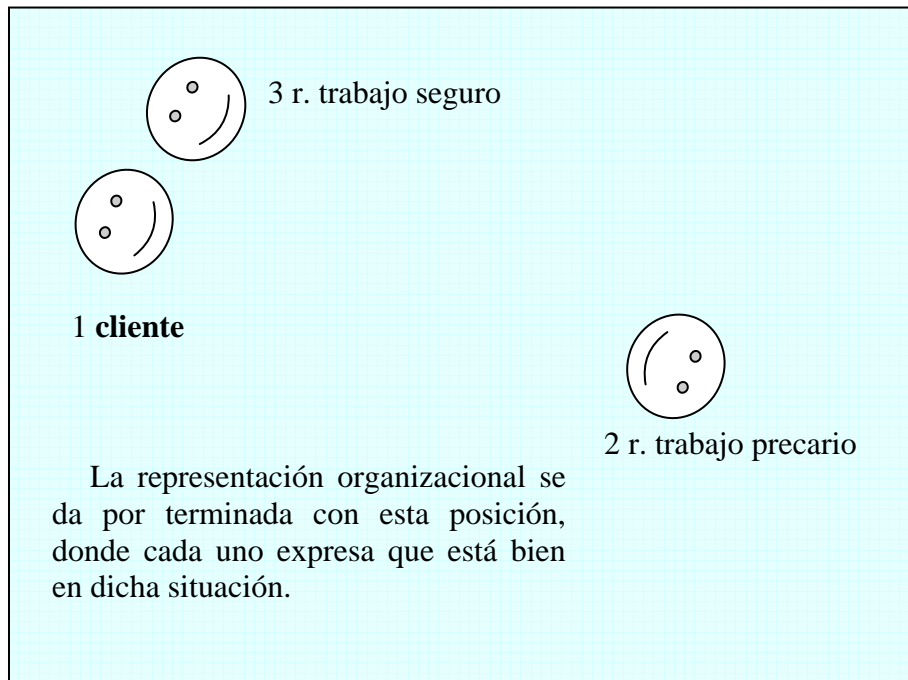 3 r. trabajo seguro
1 cliente
2 r. trabajo precario
La representación organizacional se
da por terminada con esta posición,
donde cada uno expresa que está bien
en dicha situación.